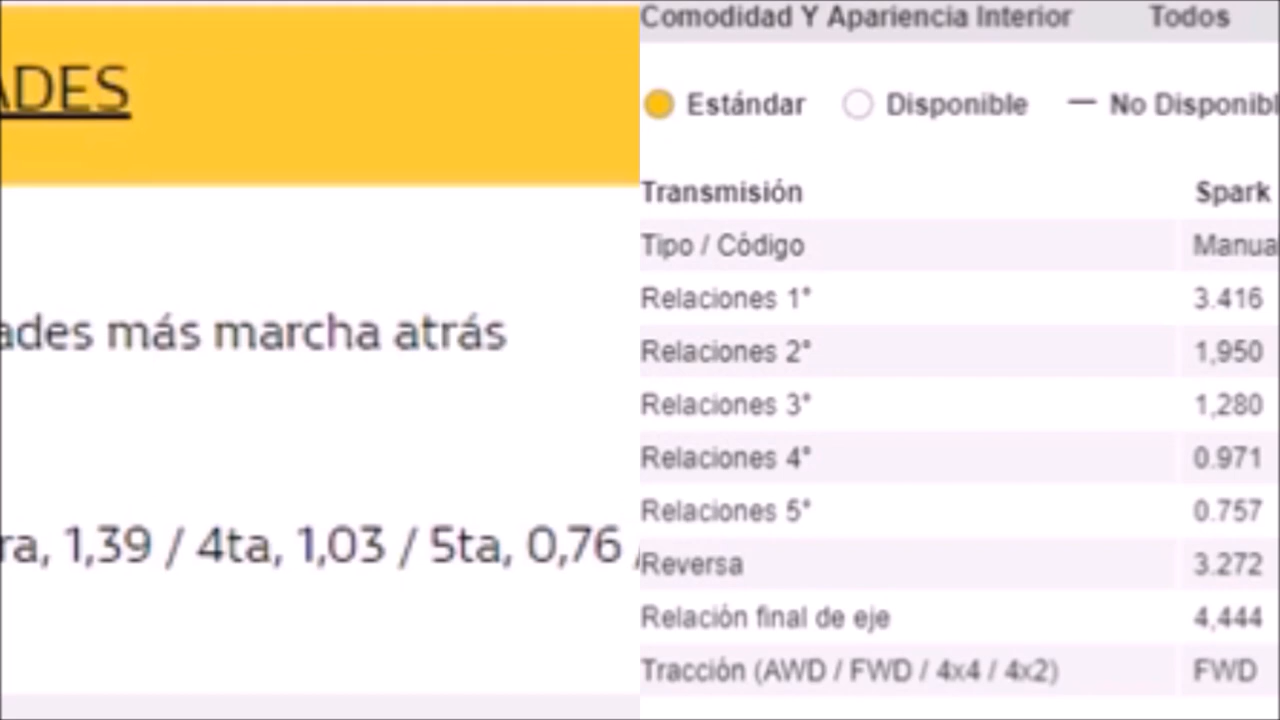 ADES
ades más marcha atrás
ra, 1,39 / 4ta, 1,03 / 5ta, 0,76 /
Comodidad Y Apariencia Interior Todos
Estándar Disponible — No Disponibl
Transmisión Spark
Tipo / Código Manua
Relaciones 1° 3.416
Relaciones 2° 1,950
Relaciones 3° 1,280
Relaciones 4° 0.971
Relaciones 5° 0.757
Reversa 3.272
Relación final de eje 4,444
Tracción (AWD / FWD / 4x4 / 4x2) FWD